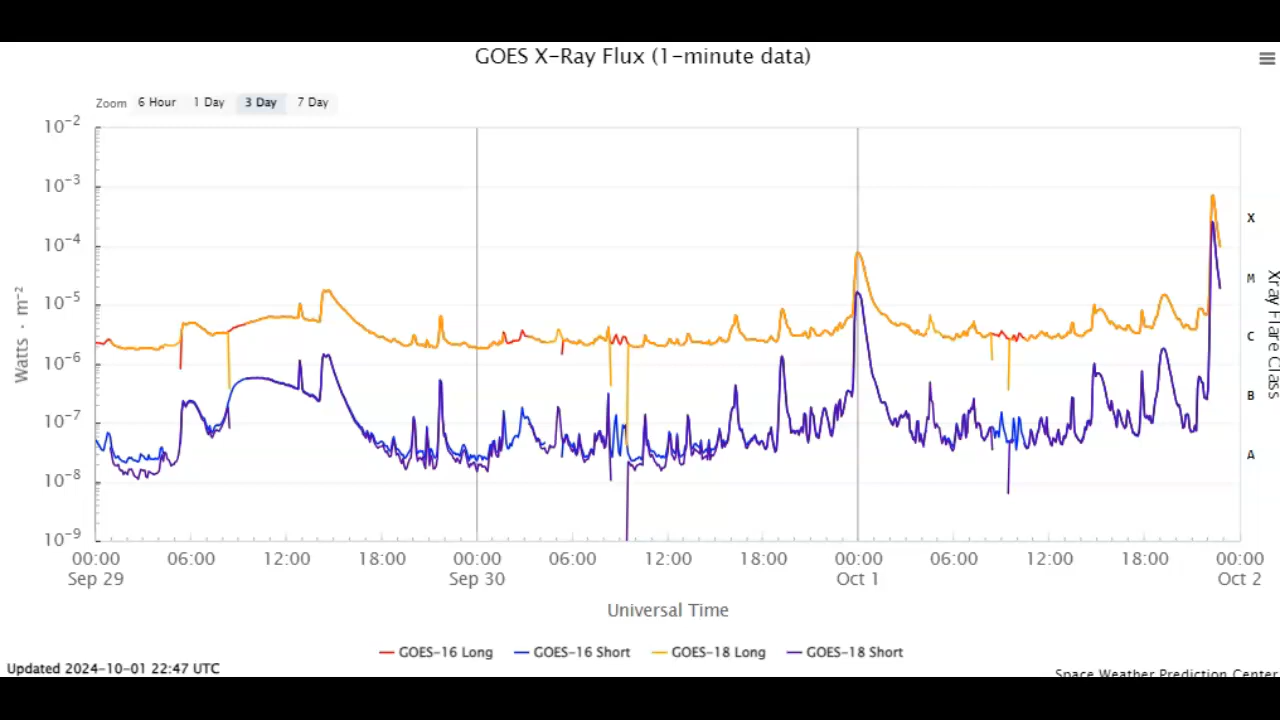 GOES X-Ray Flux (1-minute data)
Zoom 6 Hour 1 Day 3 Day 7 Day
10-2
10-3
10-4
10-5
10-6
10-7
10-8
10-9
Watts · m-2
X
M
C
B
A
Xray Flare Class
00:00 06:00 12:00 18:00 00:00 06:00 12:00 18:00 00:00 06:00 12:00 18:00 00:00
Sep 29 Sep 30 Oct 1 Oct 2
Universal Time
GOES-16 Long GOES-16 Short GOES-18 Long GOES-18 Short
Updated 2024-10-01 22:47 UTC
Space Weather Prediction Center